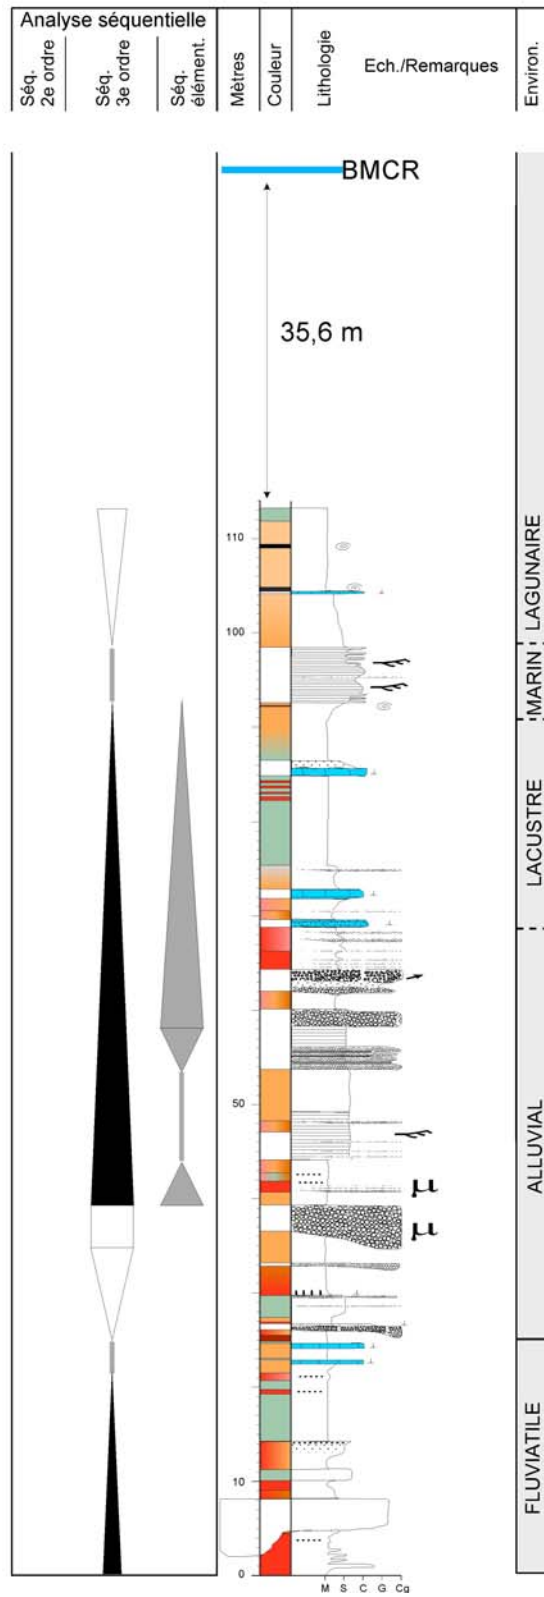 Analyse séquentielle
Séq.
2e ordre
Séq.
3e ordre
Séq.
élément.
Mètres
Couleur
Lithologie
Ech./Remarques
Environ.
BMCR
35,6 m
110
100
50
10
0
LAGUNAIRE
MARIN
LACUSTRE
ALLUVIAL
FLUVIATILE
µ
µ
M S C G Cg